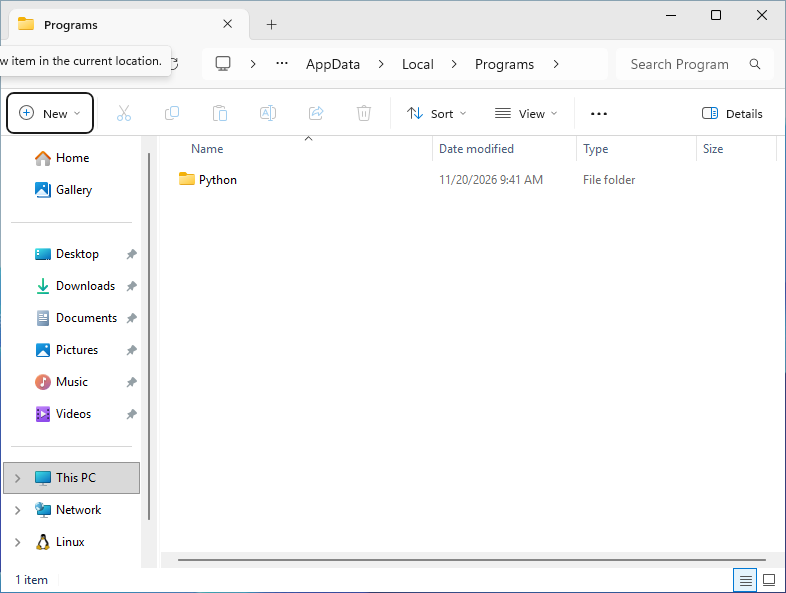 Programs
w item in the current location.
AppData
Local
Programs
Search Program
New
Sort
View
Details
Name
Date modified
Type
Size
Python
11/20/2026 9:41 AM
File folder
Home
Gallery
Desktop
Downloads
Documents
Pictures
Music
Videos
This PC
Network
Linux
1 item